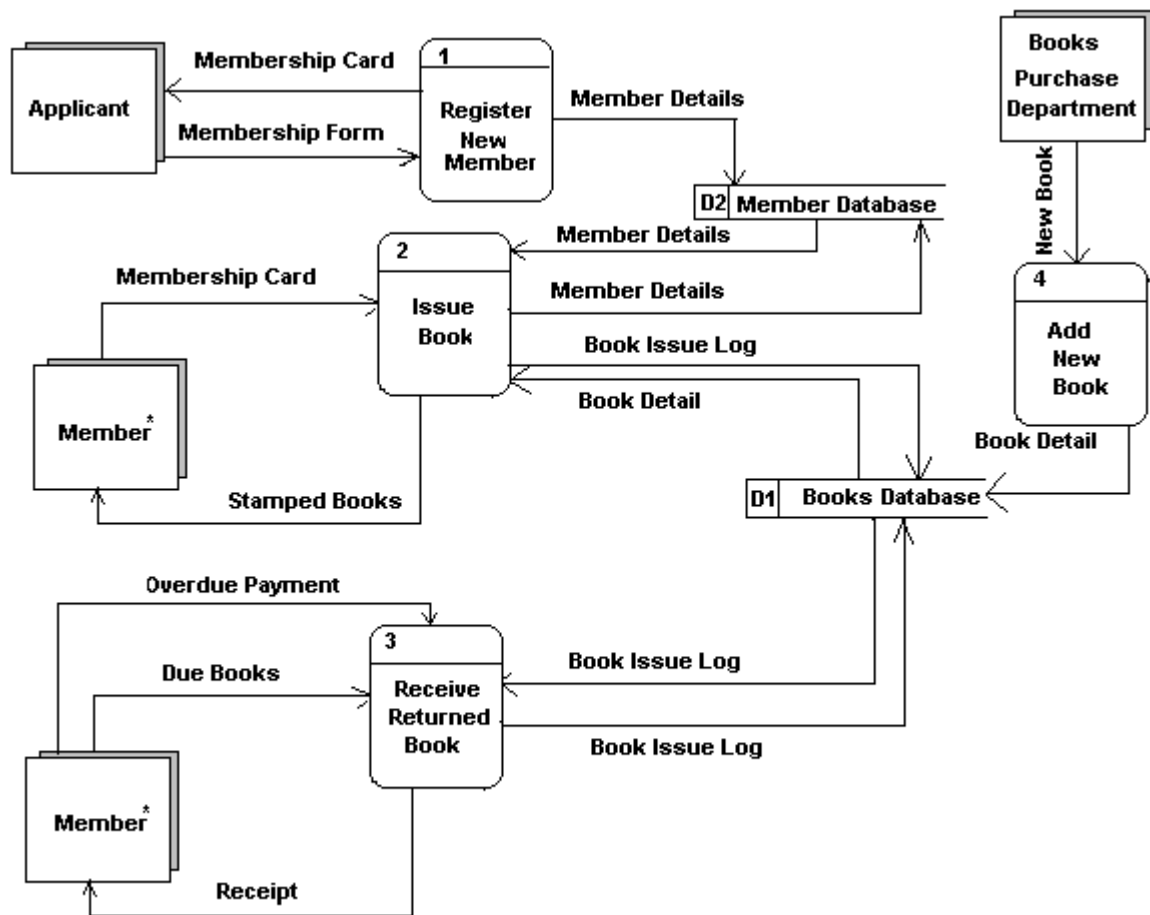 Membership Card
Applicant
Membership Form
1
Register
New
Member
Member Details
Books
Purchase
Department
New Book
D2 Member Database
Member Details
Member Details
2
Issue
Book
Membership Card
Member*
Stamped Books
Book Issue Log
Book Detail
4
Add
New
Book
Book Detail
D1 Books Database
Overdue Payment
3
Receive
Returned
Book
Due Books
Book Issue Log
Book Issue Log
Member*
Receipt